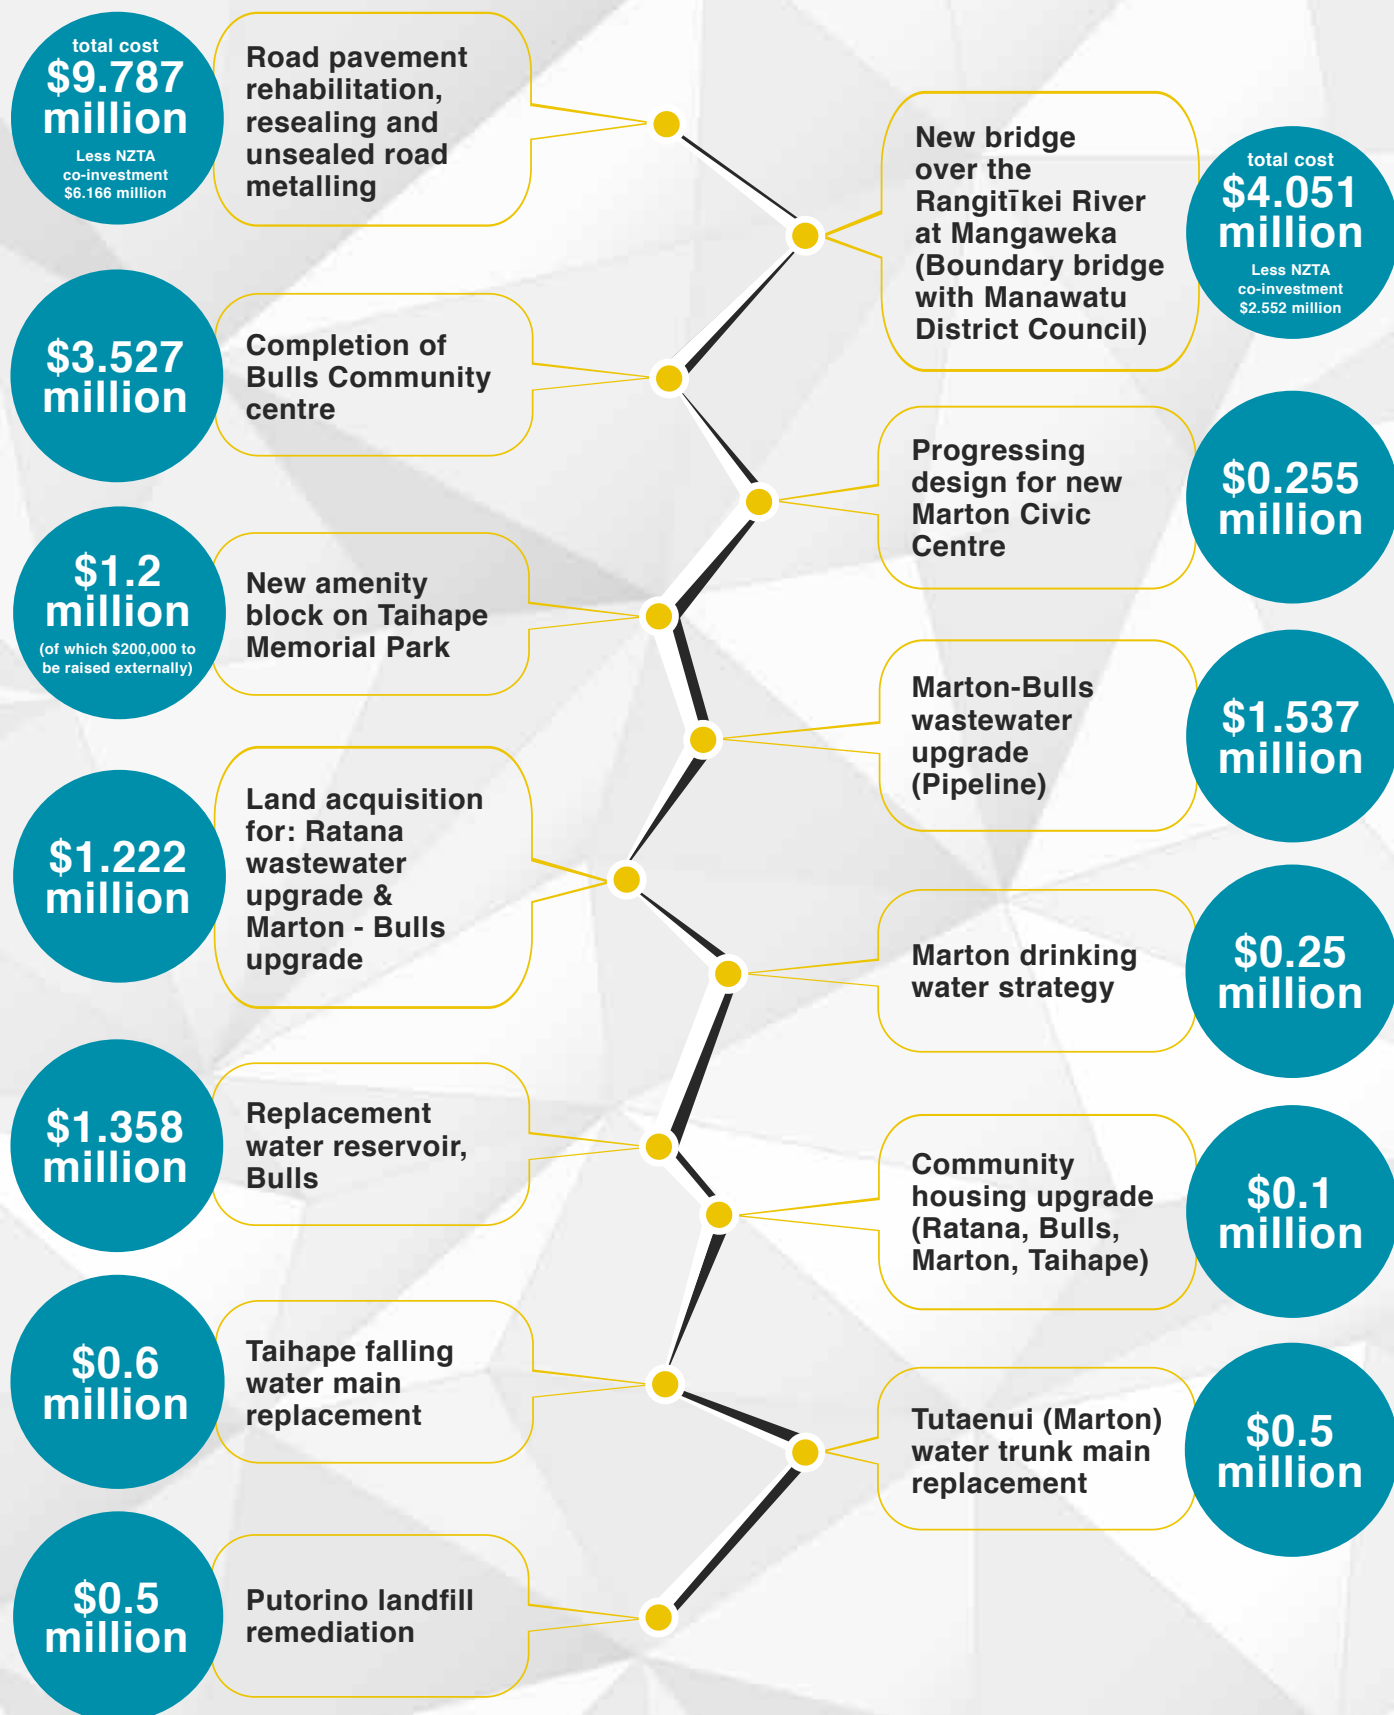 total cost
$9.787
million
Less NZTA
co-investment
$6.166 million
Road pavement
rehabilitation,
resealing and
unsealed road
metalling
New bridge
over the
Rangitīkei River
at Mangaweka
(Boundary bridge
with Manawatu
District Council)
total cost
$4.051
million
Less NZTA
co-investment
$2.552 million
$3.527
million
Completion of
Bulls Community
centre
Progressing
design for new
Marton Civic
Centre
$0.255
million
$1.2
million
(of which $200,000 to
be raised externally)
New amenity
block on Taihape
Memorial Park
Marton-Bulls
wastewater
upgrade
(Pipeline)
$1.537
million
$1.222
million
Land acquisition
for: Ratana
wastewater
upgrade &
Marton - Bulls
upgrade
Marton drinking
water strategy
$0.25
million
$1.358
million
Replacement
water reservoir,
Bulls
Community
housing upgrade
(Ratana, Bulls,
Marton, Taihape)
$0.1
million
$0.6
million
Taihape falling
water main
replacement
Tutaenui (Marton)
water trunk main
replacement
$0.5
million
$0.5
million
Putorino landfill
remediation